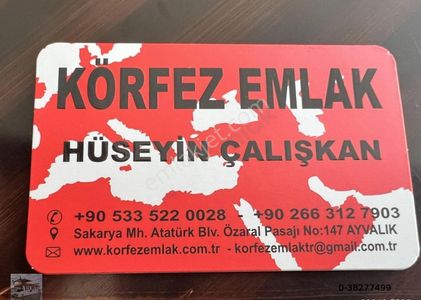 KÖRFEZ EMLAK
HÜSEYİN ÇALIŞKAN
+90 533 522 0028 - +90 266 312 7903
Sakarya Mh. Atatürk Blv. Özaral Pasajı No:147 AYVALIK
www.korfezemlak.com.tr - korfezemlaktr@gmail.com.tr
0-38277499